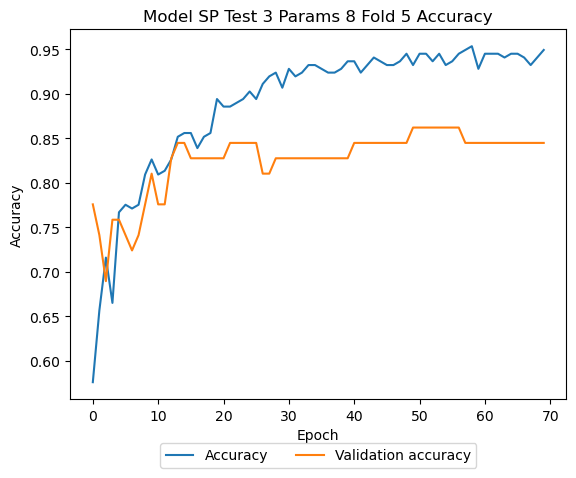 Model SP Test 3 Params 8 Fold 5 Accuracy
0.95
0.90
0.85
0.80
0.75
0.70
0.65
0.60
Accuracy
0 10 20 30 40 50 60 70
Epoch
Accuracy Validation accuracy